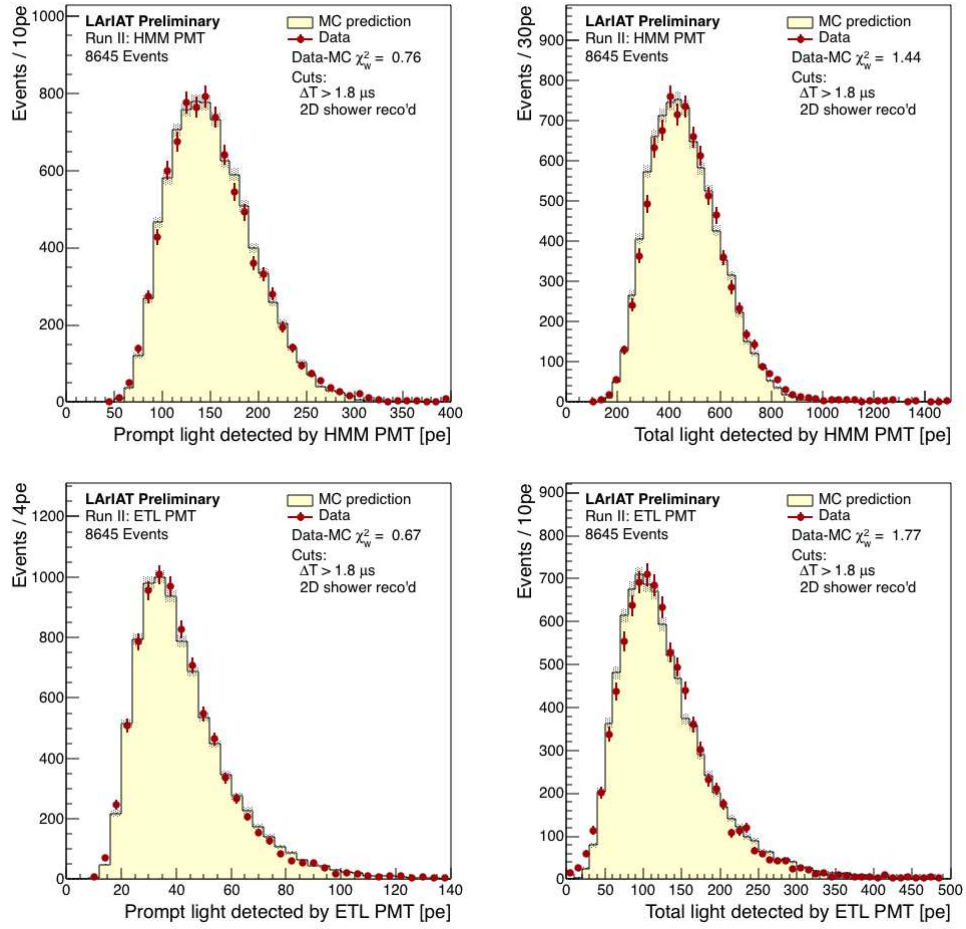 LArIAT Preliminary
Run II: HMM PMT
8645 Events
MC prediction
Data
Data-MC χ²w = 0.76
Cuts:
ΔT > 1.8 μs
2D shower reco'd
Events / 10pe
1000
800
600
400
200
0
0 50 100 150 200 250 300 350 400
Prompt light detected by HMM PMT [pe]
LArIAT Preliminary
Run II: HMM PMT
8645 Events
MC prediction
Data
Data-MC χ²w = 1.44
Cuts:
ΔT > 1.8 μs
2D shower reco'd
Events / 30pe
900
800
700
600
500
400
300
200
100
0
0 200 400 600 800 1000 1200 1400
Total light detected by HMM PMT [pe]
LArIAT Preliminary
Run II: ETL PMT
8645 Events
MC prediction
Data
Data-MC χ²w = 0.67
Cuts:
ΔT > 1.8 μs
2D shower reco'd
Events / 4pe
1200
1000
800
600
400
200
0
0 20 40 60 80 100 120 140
Prompt light detected by ETL PMT [pe]
LArIAT Preliminary
Run II: ETL PMT
8645 Events
MC prediction
Data
Data-MC χ²w = 1.77
Cuts:
ΔT > 1.8 μs
2D shower reco'd
Events / 10pe
900
800
700
600
500
400
300
200
100
0
0 50 100 150 200 250 300 350 400 450 500
Total light detected by ETL PMT [pe]